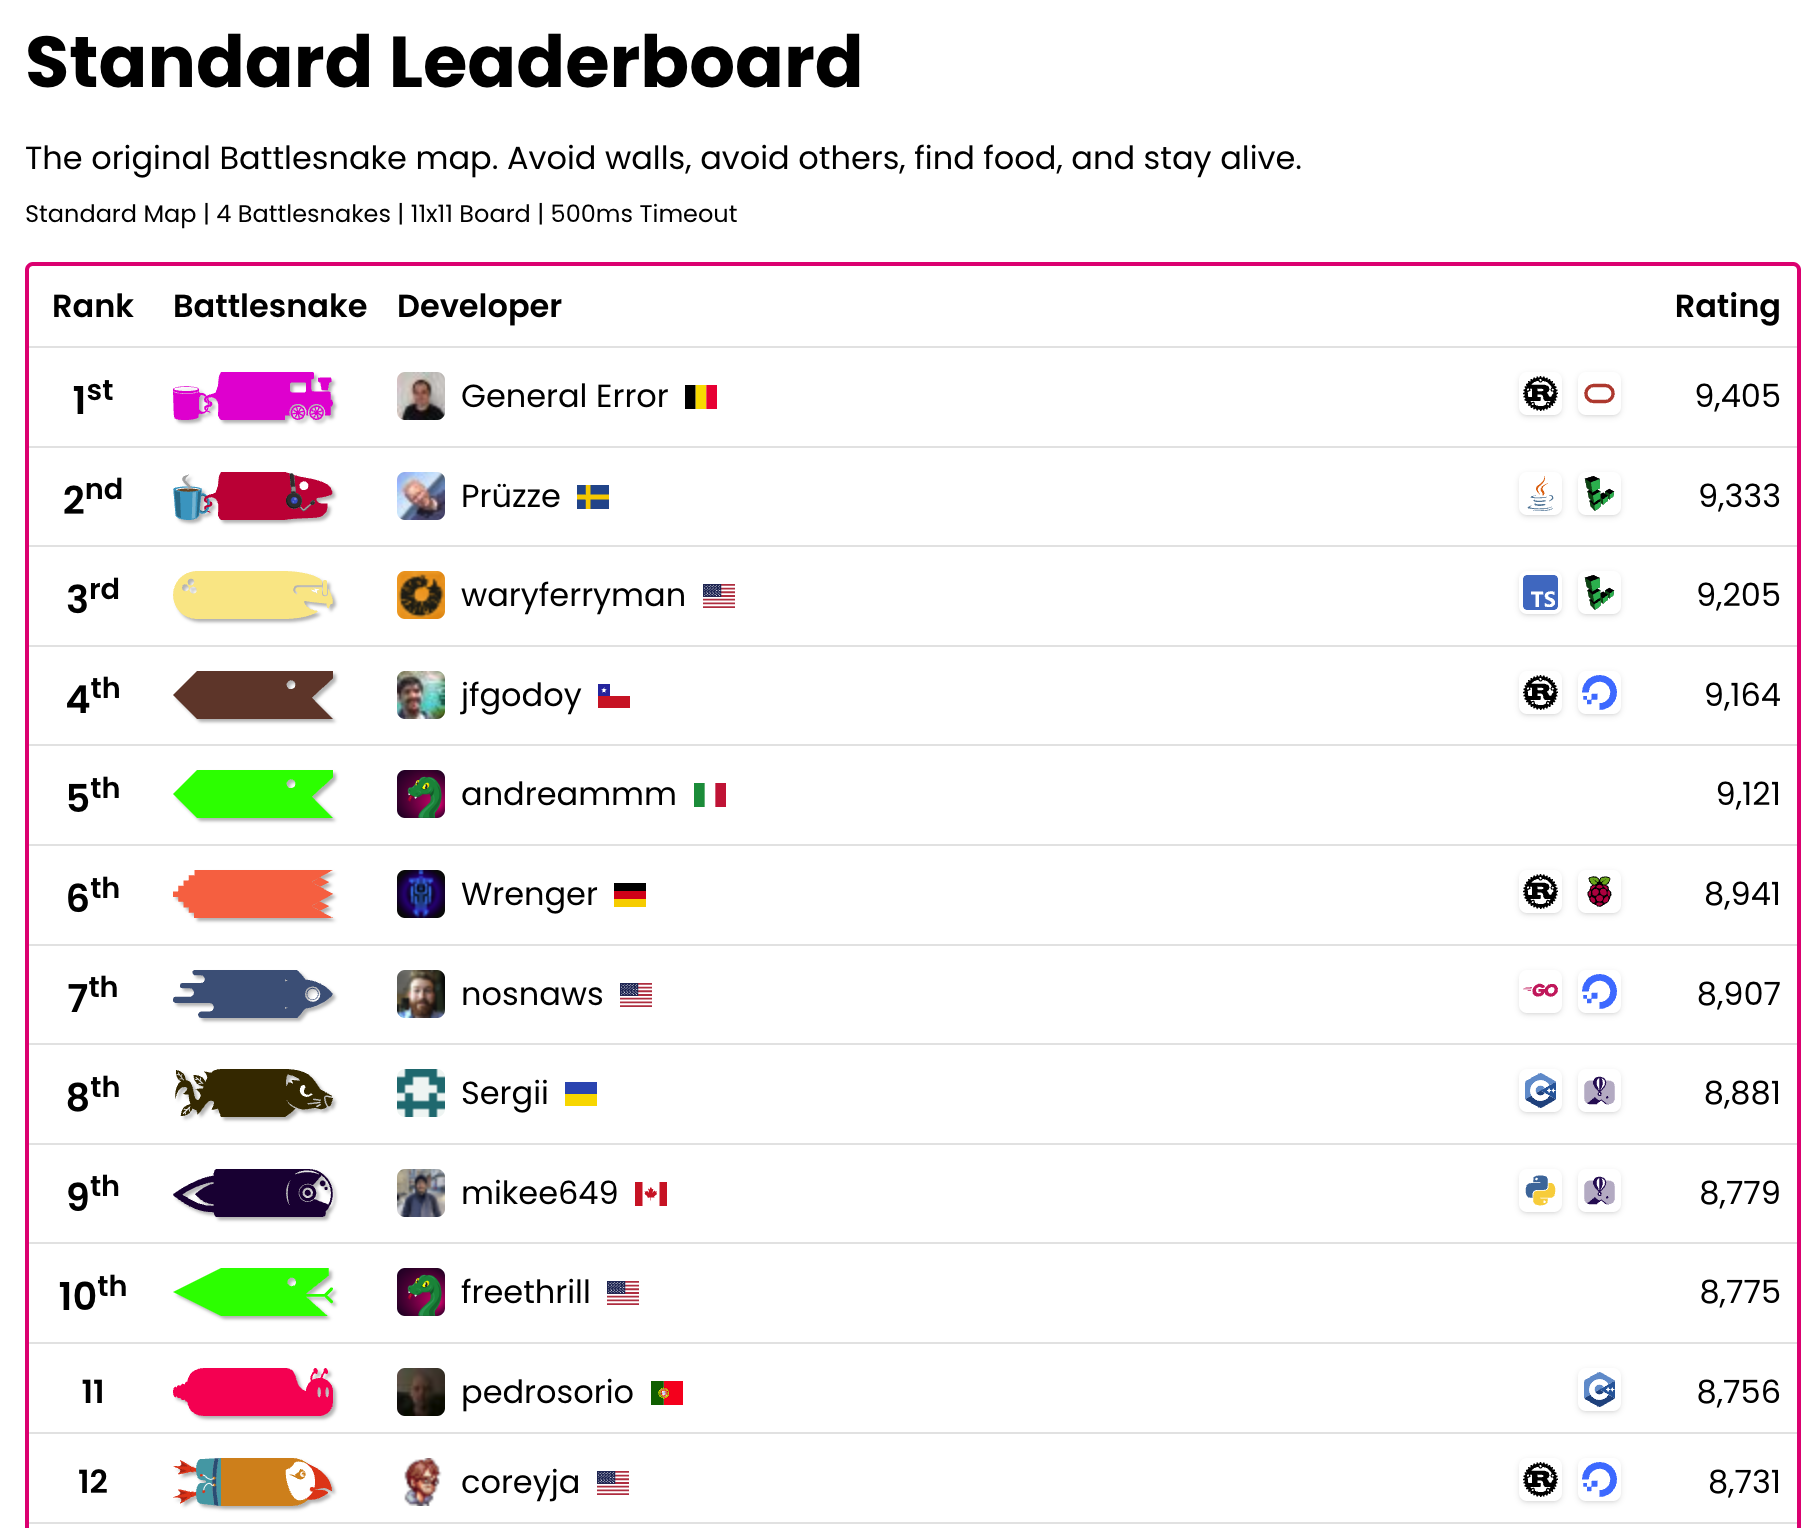 Standard Leaderboard
The original Battlesnake map. Avoid walls, avoid others, find food, and stay alive.
Standard Map | 4 Battlesnakes | 11x11 Board | 500ms Timeout
Rank Battlesnake Developer Rating
1st General Error R 9,405
2nd Prüzze 9,333
3rd waryferryman TS 9,205
4th jfgodoy R 9,164
5th andreammm 9,121
6th Wrenger R 8,941
7th nosnaws GO 8,907
8th Sergii C++ 8,881
9th mikee649 8,779
10th freethrill 8,775
11 pedrosorio C++ 8,756
12 coreyja R 8,731